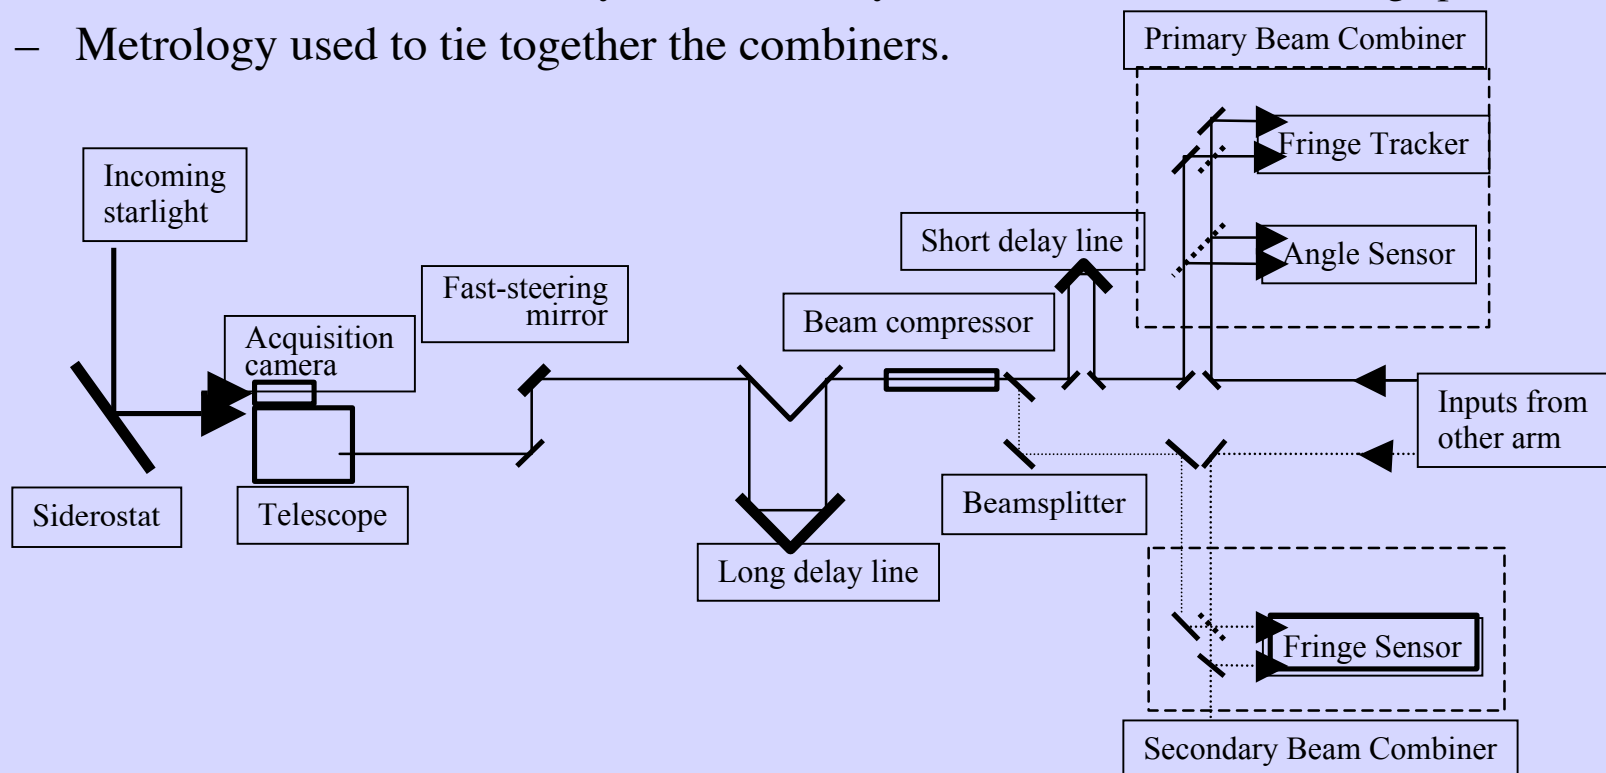 – Metrology used to tie together the combiners.
Primary Beam Combiner
Fringe Tracker
Incoming
starlight
Short delay line
Angle Sensor
Fast-steering
mirror
Beam compressor
Acquisition
camera
Inputs from
other arm
Siderostat
Telescope
Beamsplitter
Long delay line
Fringe Sensor
Secondary Beam Combiner